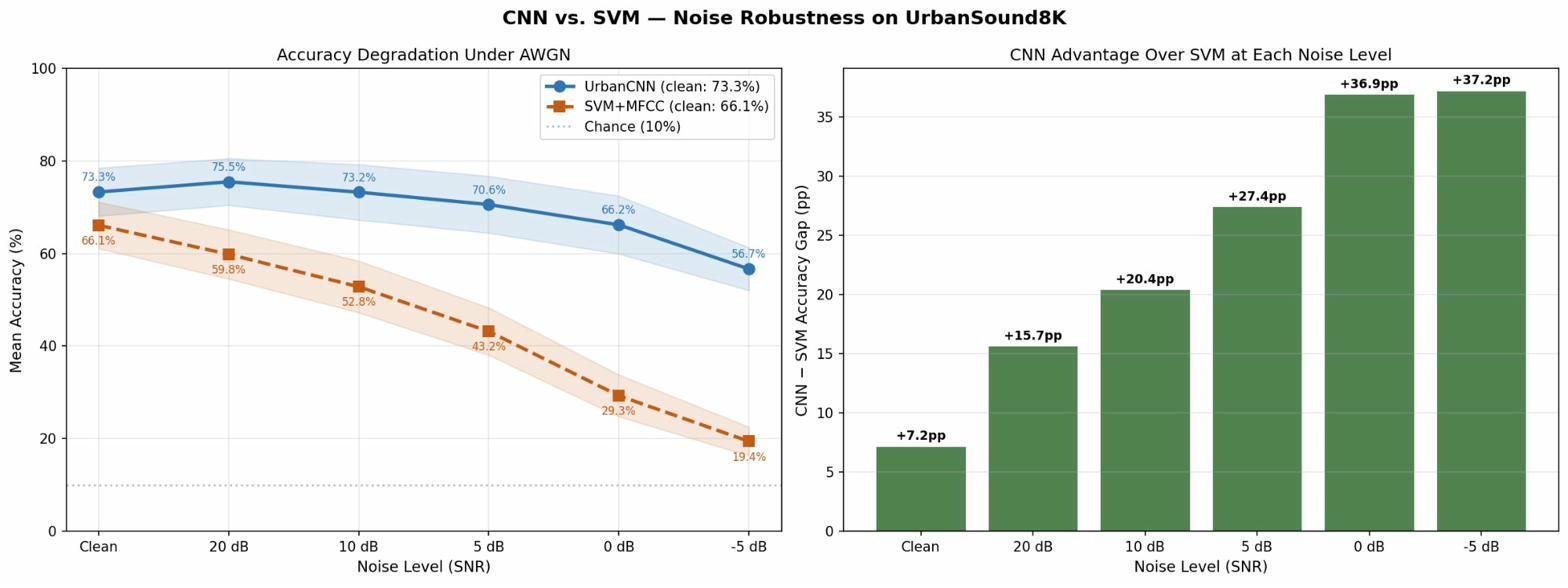 CNN vs. SVM — Noise Robustness on UrbanSound8K
Accuracy Degradation Under AWGN
Mean Accuracy (%)
100
80
60
40
20
0
UrbanCNN (clean: 73.3%)
SVM+MFCC (clean: 66.1%)
Chance (10%)
73.3%
75.5%
73.2%
70.6%
66.2%
56.7%
66.1%
59.8%
52.8%
43.2%
29.3%
19.4%
Clean
20 dB
10 dB
5 dB
0 dB
-5 dB
Noise Level (SNR)
CNN Advantage Over SVM at Each Noise Level
CNN − SVM Accuracy Gap (pp)
35
30
25
20
15
10
5
0
+7.2pp
+15.7pp
+20.4pp
+27.4pp
+36.9pp
+37.2pp
Clean
20 dB
10 dB
5 dB
0 dB
-5 dB
Noise Level (SNR)